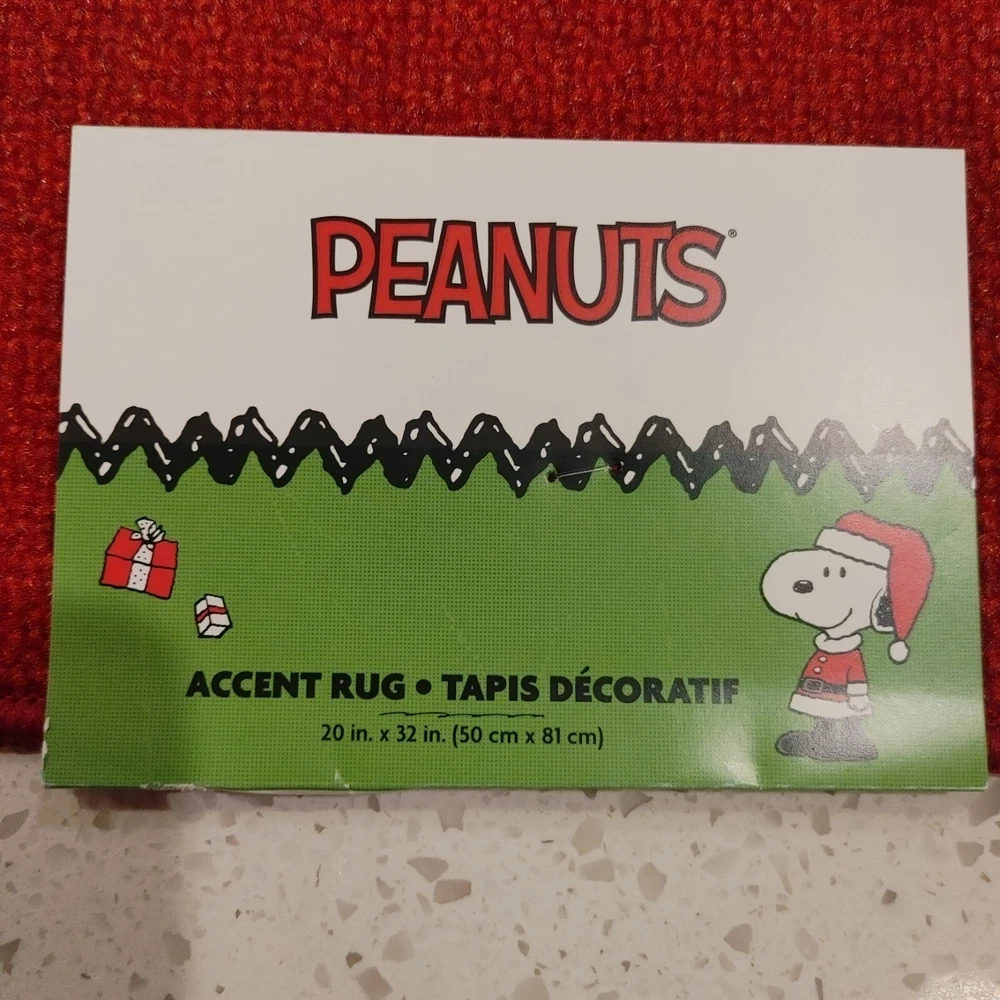 PEANUTS®
ACCENT RUG • TAPIS DÉCORATIF
20 in. x 32 in. (50 cm x 81 cm)